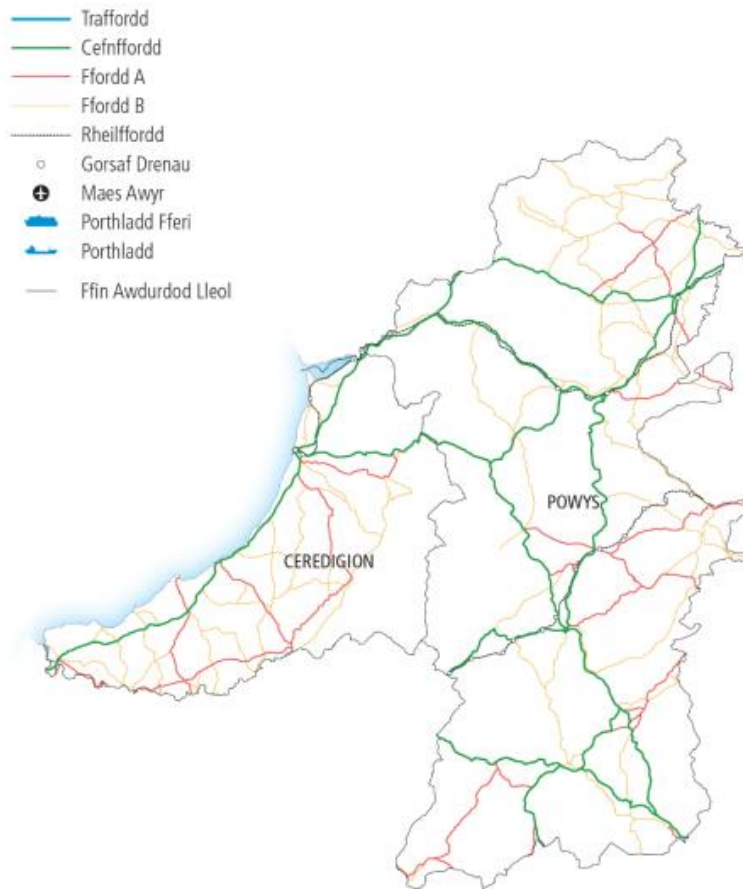 Traffordd
Cefnffordd
Ffordd A
Ffordd B
Rheilffordd
Gorsaf Drenau
Maes Awyr
Porthladd Fferi
Porthladd
Ffin Awdurdod Lleol
POWYS
CEREDIGION